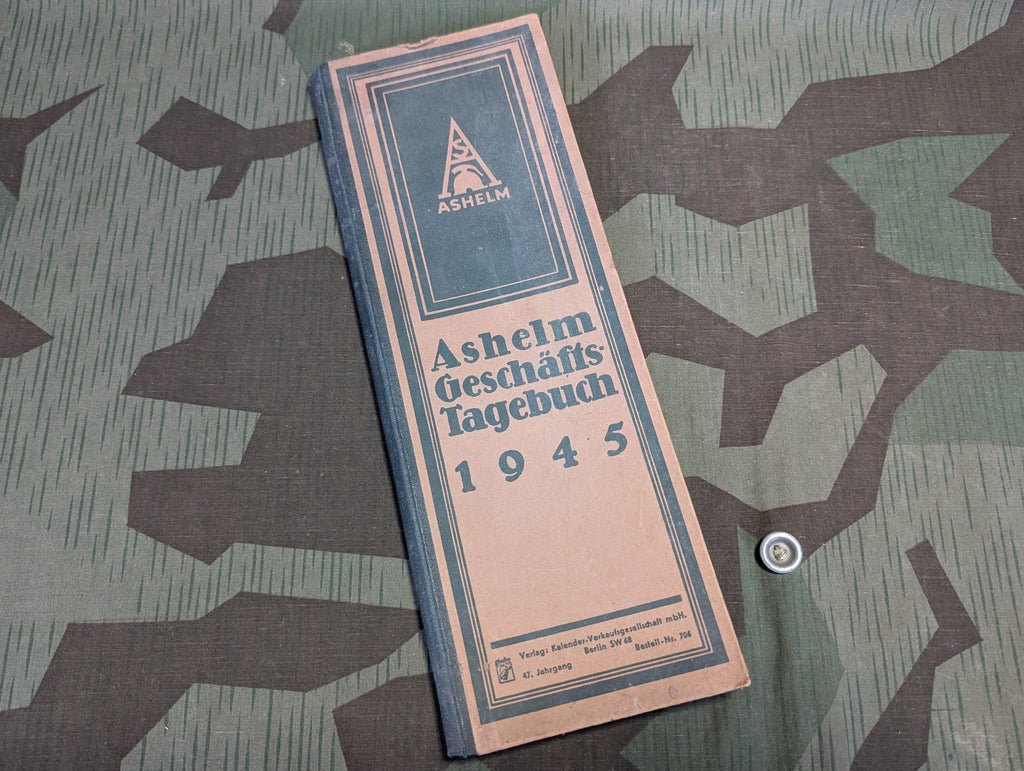 ASHELM
Ashelm
Geschäfts-
Tagebuch
1945
Verlag: Kalender-Verkaufsgesellschaft mbH.
Berlin SW 68
47. Jahrgang Bestell-Nr. 706